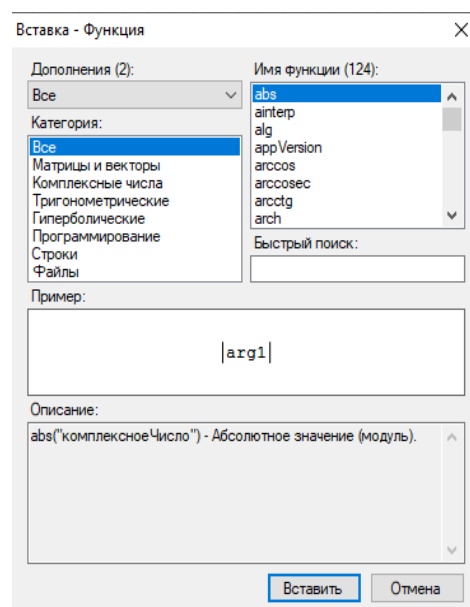 Вставка - Функция
Дополнения (2):
Все
Категория:
Все
Матрицы и векторы
Комплексные числа
Тригонометрические
Гиперболические
Программирование
Строки
Файлы
Имя функции (124):
abs
ainterp
alg
appVersion
arccos
arccosec
arcctg
arch
Быстрый поиск:
Пример:
|arg1|
Описание:
abs("комплексноеЧисло") - Абсолютное значение (модуль).
Вставить
Отмена